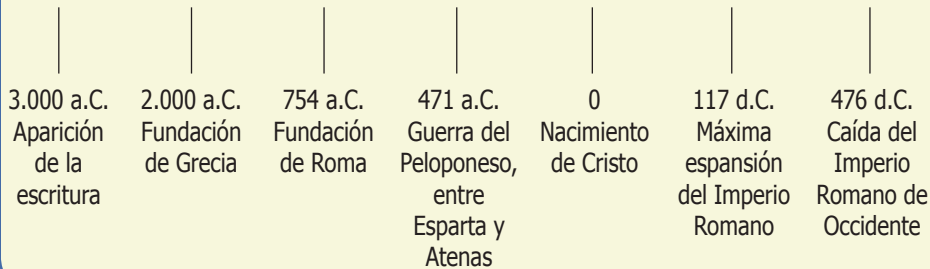 3.000 a.C.
Aparición
de la
escritura
2.000 a.C.
Fundación
de Grecia
754 a.C.
Fundación
de Roma
471 a.C.
Guerra del
Peloponeso,
entre
Esparta y
Atenas
0
Nacimiento
de Cristo
117 d.C.
Máxima
espansión
del Imperio
Romano
476 d.C.
Caída del
Imperio
Romano de
Occidente